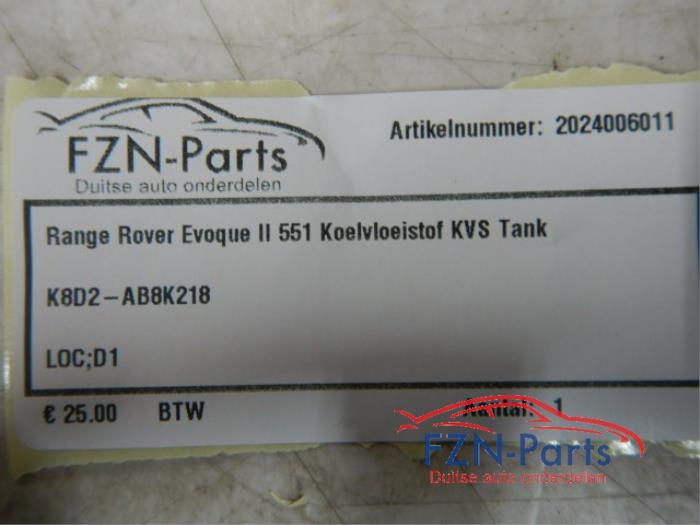 FZN-Parts
Duitse auto onderdelen
Artikelnummer: 2024006011
Range Rover Evoque II 551 Koelvloeistof KVS Tank
K8D2-AB8K218
LOC;D1
€ 25.00 BTW Aantal: 1
FZN-Parts
Duitse auto onderdelen